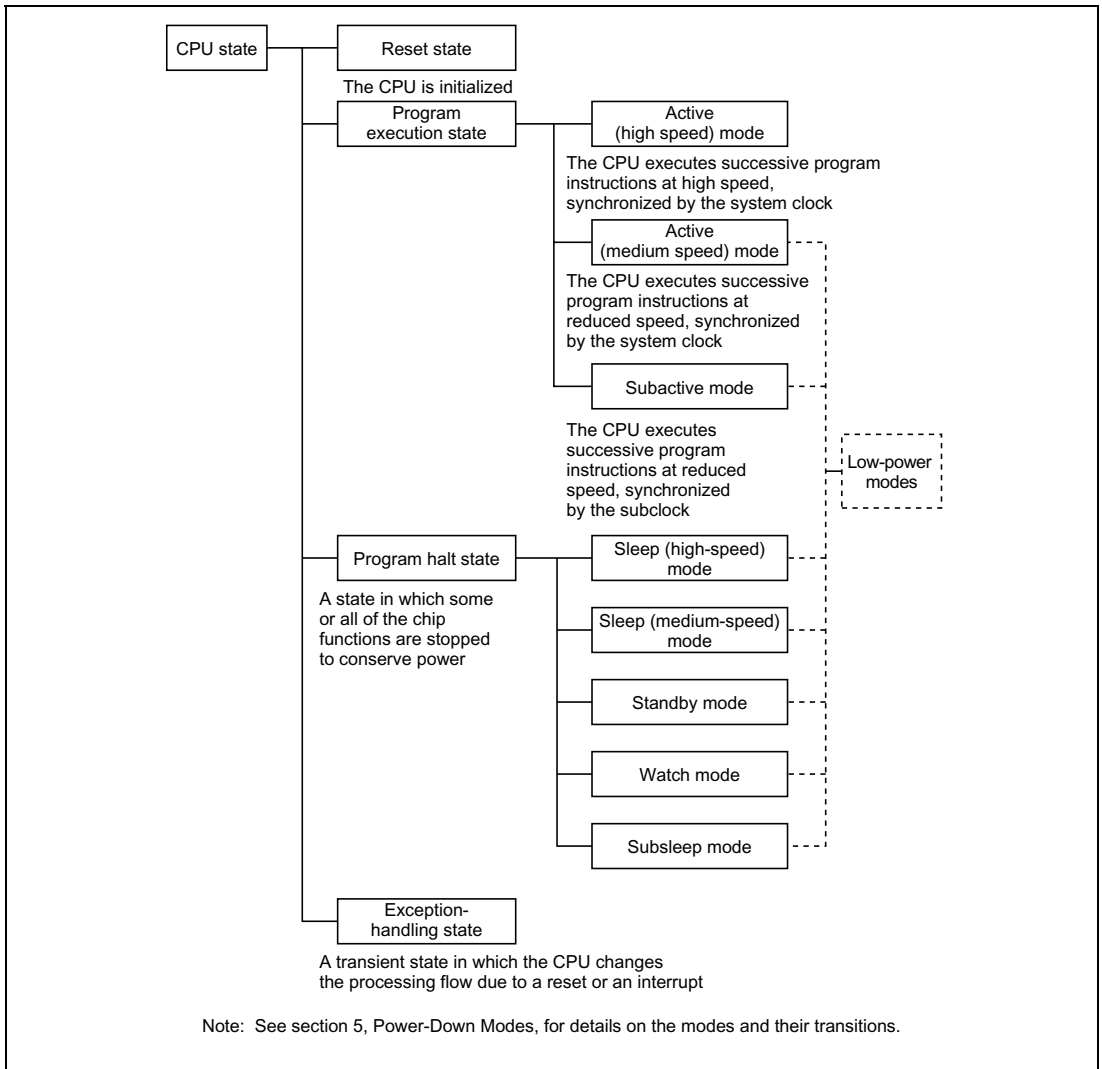 CPU state
Reset state
The CPU is initialized
Program
execution state
Active
(high speed) mode
The CPU executes successive program
instructions at high speed,
synchronized by the system clock
Active
(medium speed) mode
The CPU executes successive
program instructions at
reduced speed, synchronized
by the system clock
Subactive mode
The CPU executes
successive program
instructions at reduced
speed, synchronized
by the subclock
Low-power
modes
Program halt state
A state in which some
or all of the chip
functions are stopped
to conserve power
Sleep (high-speed)
mode
Sleep (medium-speed)
mode
Standby mode
Watch mode
Subsleep mode
Exception-
handling state
A transient state in which the CPU changes
the processing flow due to a reset or an interrupt
Note: See section 5, Power-Down Modes, for details on the modes and their transitions.